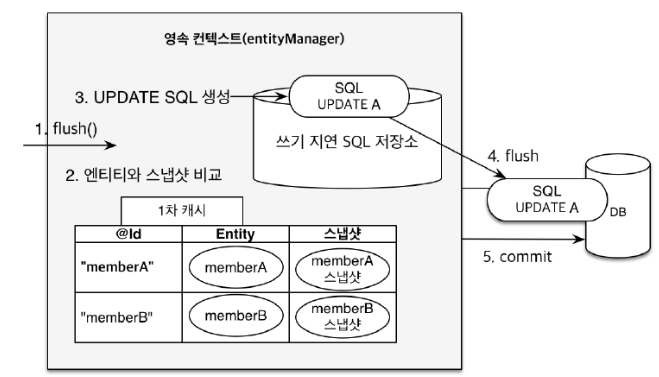 영속 컨텍스트(entityManager)
SQL
UPDATE A
3. UPDATE SQL 생성
1. flush()
쓰기 지연 SQL 저장소
4. flush
2. 엔티티와 스냅샷 비교
SQL
UPDATE A
DB
1차 캐시
@Id Entity 스냅샷
5. commit
"memberA" memberA memberA
스냅샷
"memberB" memberB memberB
스냅샷